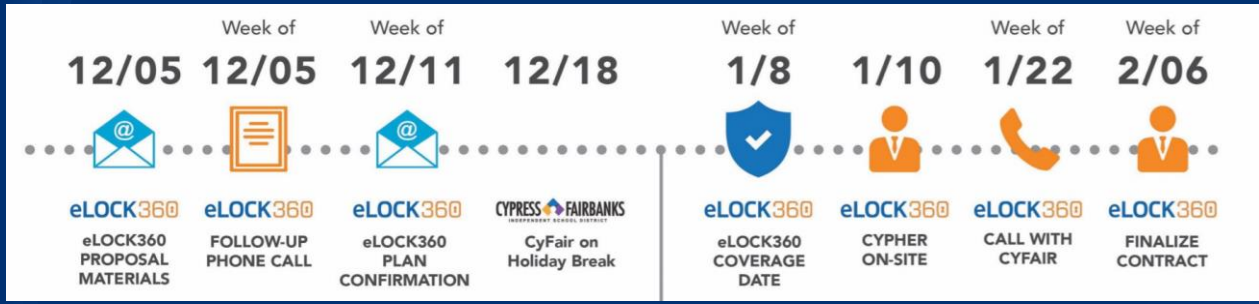 Week of
Week of
Week of
Week of
Week of
12/05
12/05
12/11
12/18
1/8
1/10
1/22
2/06
@
@
eLOCK360
eLOCK360
eLOCK360
CYPRESS FAIRBANKS
INDEPENDENT SCHOOL DISTRICT
eLOCK360
eLOCK360
eLOCK360
eLOCK360
eLOCK360
PROPOSAL
MATERIALS
FOLLOW-UP
PHONE CALL
eLOCK360
PLAN
CONFIRMATION
CyFair on
Holiday Break
eLOCK360
COVERAGE
DATE
CYPHER
ON-SITE
CALL WITH
CYFAIR
FINALIZE
CONTRACT